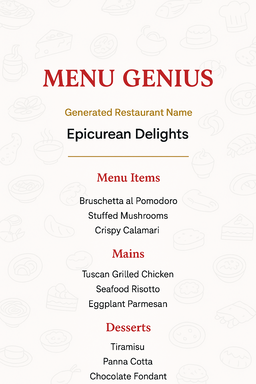 MENU GENIUS
Generated Restaurant Name
Epicurean Delights
Menu Items
Bruschetta al Pomodoro
Stuffed Mushrooms
Crispy Calamari
Mains
Tuscan Grilled Chicken
Seafood Risotto
Eggplant Parmesan
Desserts
Tiramisu
Panna Cotta
Chocolate Fondant